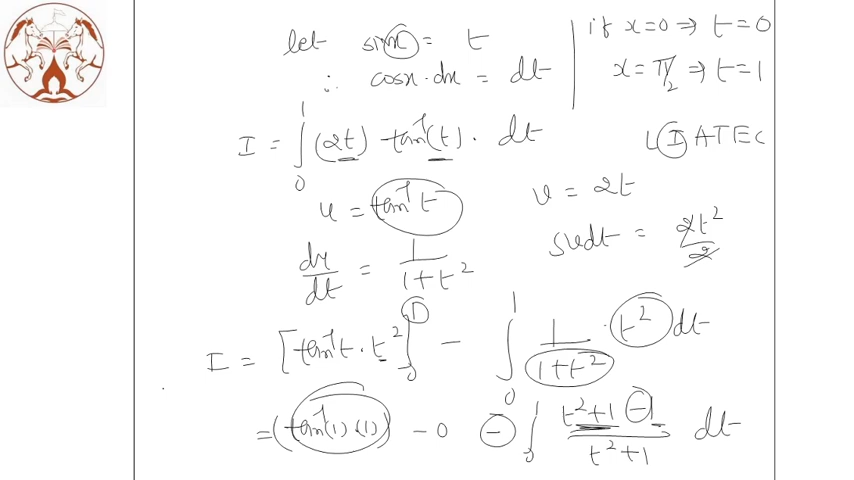 let sinx = t
if x=0 ⇒ t=0
∴ cosx·dx = dt
x = π/2 ⇒ t=1
I = ∫₀¹ (2t) tan⁻¹(t) · dt
LIATEC
u = tan⁻¹t
v = 2t
du/dt = 1/(1+t²)
∫vdt = 2t²/2
I = [tan⁻¹t · t²]₀¹ − ∫₀¹ 1/(1+t²) · t² dt
= (tan⁻¹(1)(1)) − 0 − ∫₀¹ (t²+1−1)/(t²+1) dt